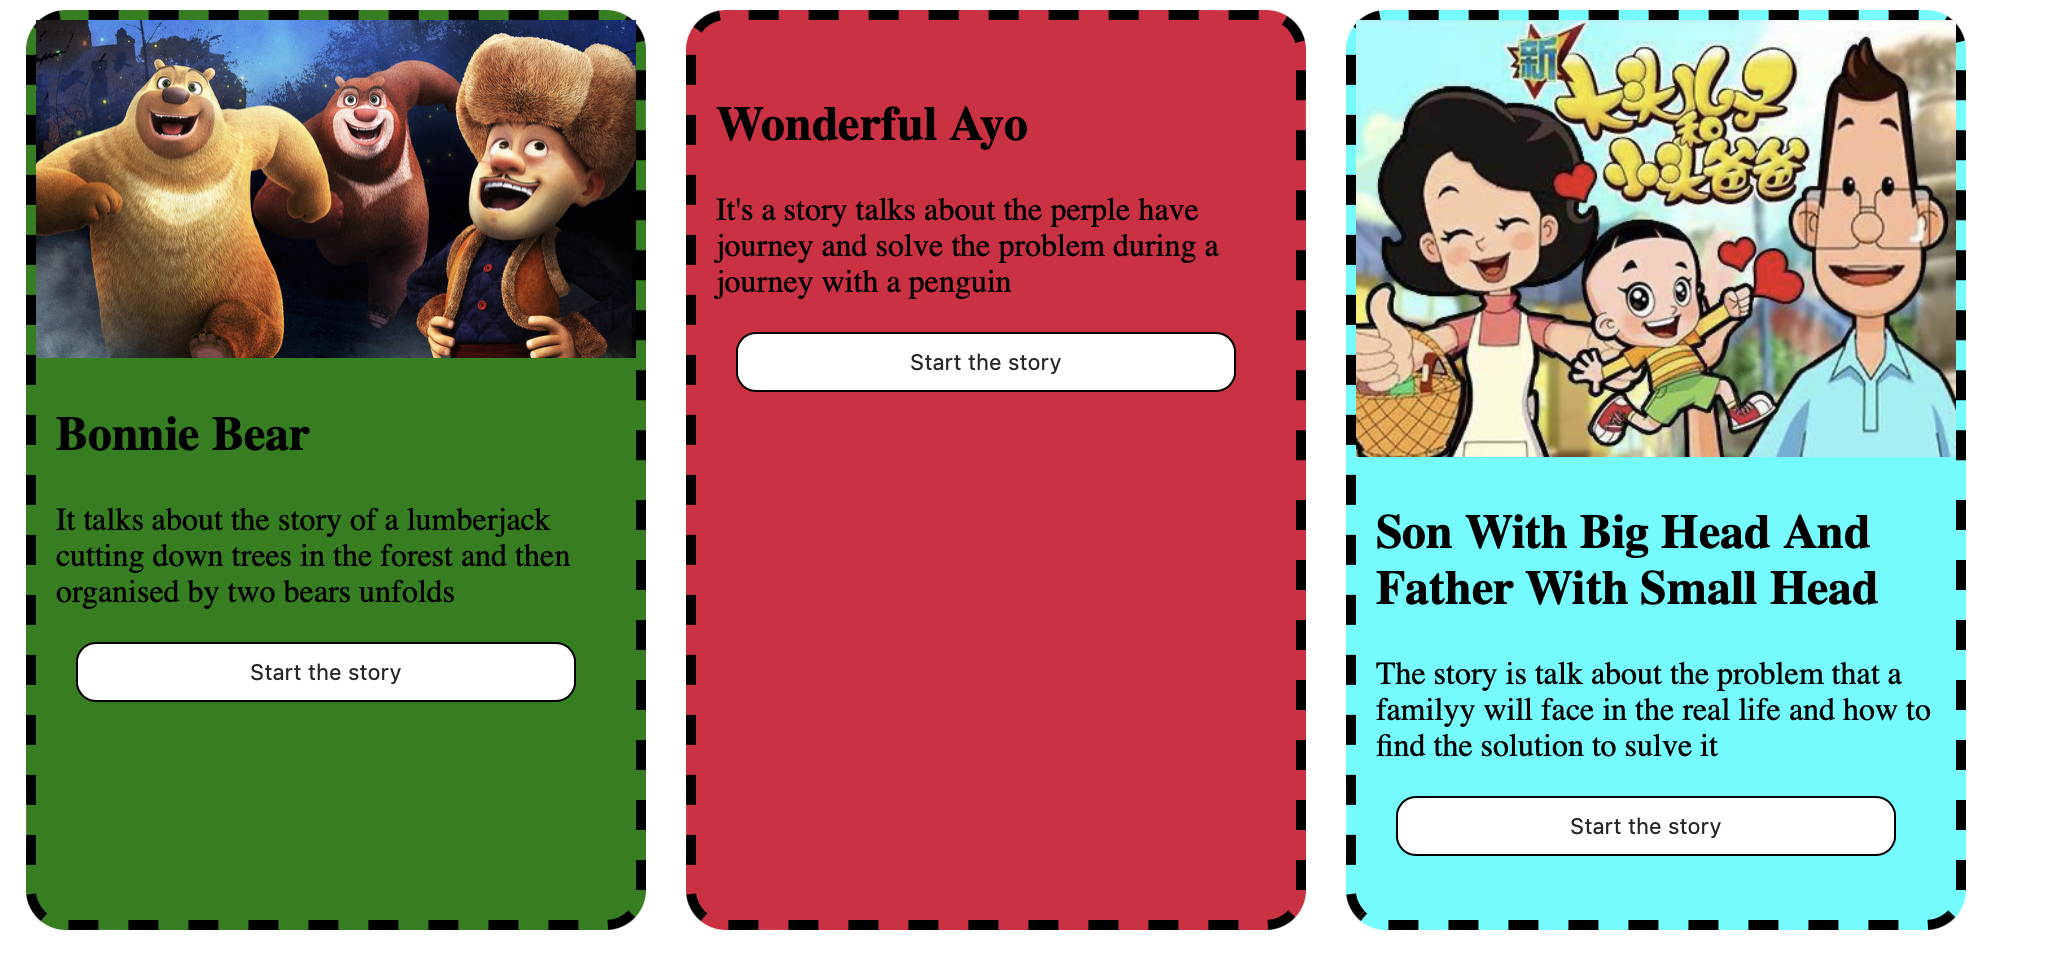 Bonnie Bear
It talks about the story of a lumberjack
cutting down trees in the forest and then
organised by two bears unfolds
Start the story
Wonderful Ayo
It's a story talks about the perple have
journey and solve the problem during a
journey with a penguin
Start the story
新
大头儿子
和
小头爸爸
Son With Big Head And
Father With Small Head
The story is talk about the problem that a
familyy will face in the real life and how to
find the solution to sulve it
Start the story